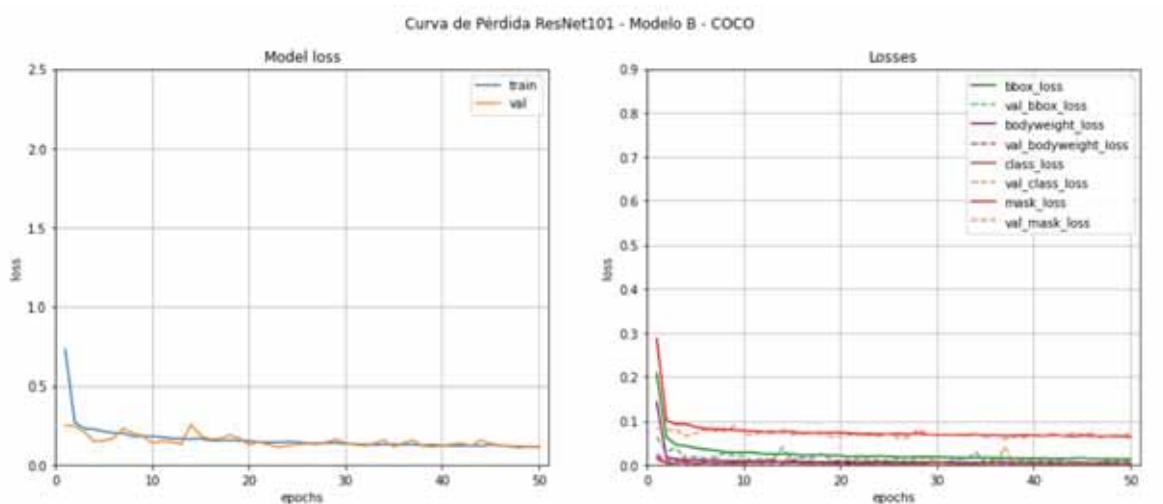 Curva de Pérdida ResNet101 - Modelo B - COCO
Model loss
2.5
2.0
1.5
1.0
0.5
0.0
0
10
20
30
40
50
loss
epochs
train
val
Losses
0.9
0.8
0.7
0.6
0.5
0.4
0.3
0.2
0.1
0.0
0
10
20
30
40
50
loss
epochs
bbox_loss
val_bbox_loss
bodyweight_loss
val_bodyweight_loss
class_loss
val_class_loss
mask_loss
val_mask_loss